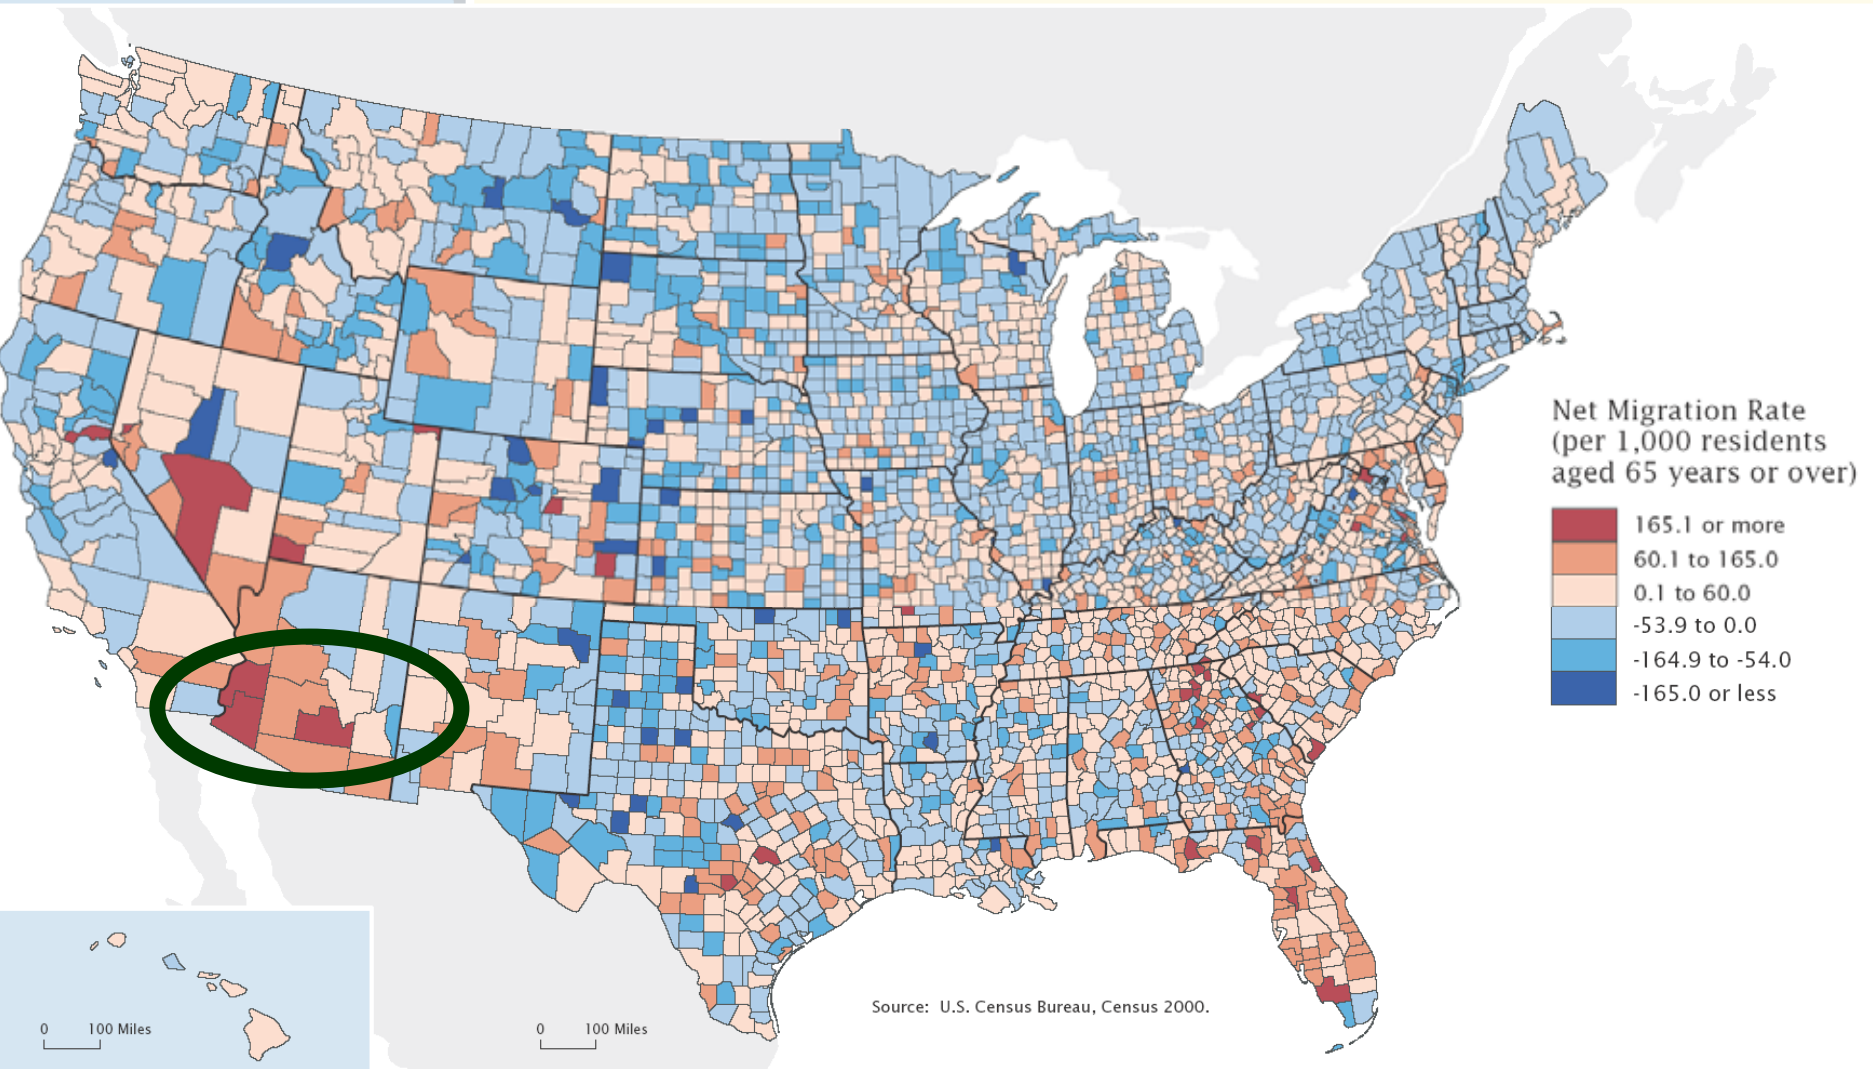 Net Migration Rate
(per 1,000 residents
aged 65 years or over)
165.1 or more
60.1 to 165.0
0.1 to 60.0
-53.9 to 0.0
-164.9 to -54.0
-165.0 or less
Source: U.S. Census Bureau, Census 2000.
0 100 Miles
0 100 Miles